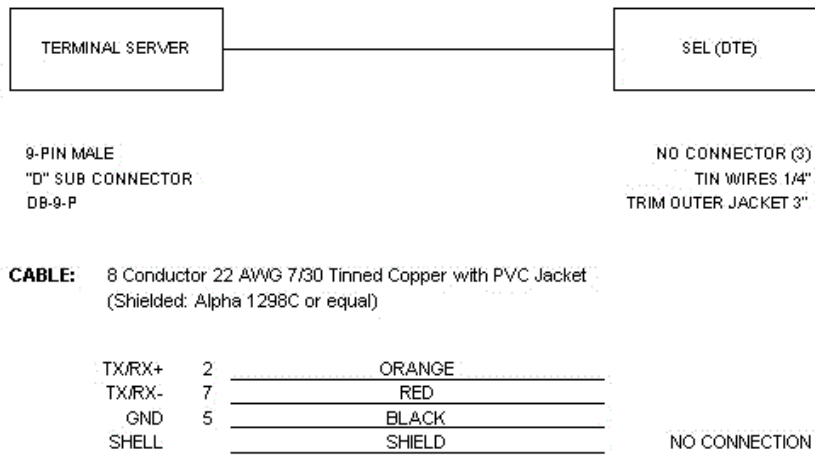 TERMINAL SERVER
SEL (DTE)
9-PIN MALE
"D" SUB CONNECTOR
DB-9-P
NO CONNECTOR (3)
TIN WIRES 1/4"
TRIM OUTER JACKET 3"
CABLE: 8 Conductor 22 AWG 7/30 Tinned Copper with PVC Jacket
(Shielded: Alpha 1298C or equal)
TX/RX+ 2 ORANGE
TX/RX- 7 RED
GND 5 BLACK
SHELL SHIELD NO CONNECTION